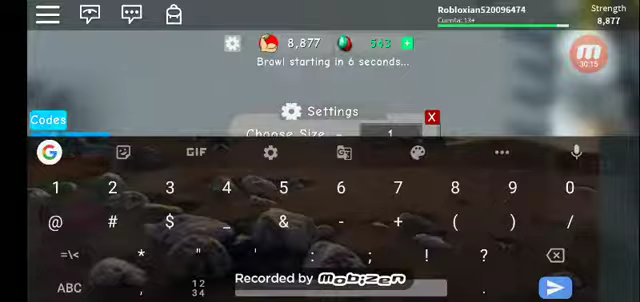 Robloxian520096474
Cuenta: 13+
Strength
8,877
8,877
543
+
Brawl starting in 6 seconds...
M
30:15
Settings
X
Codes
Choose Size - 1
G
GIF
1 2 3 4 5 6 7 8 9 0
@ # $ _ & - + ( ) /
=\< * " ' : ; ! ?
ABC , 12 34 .
Recorded by mobizen